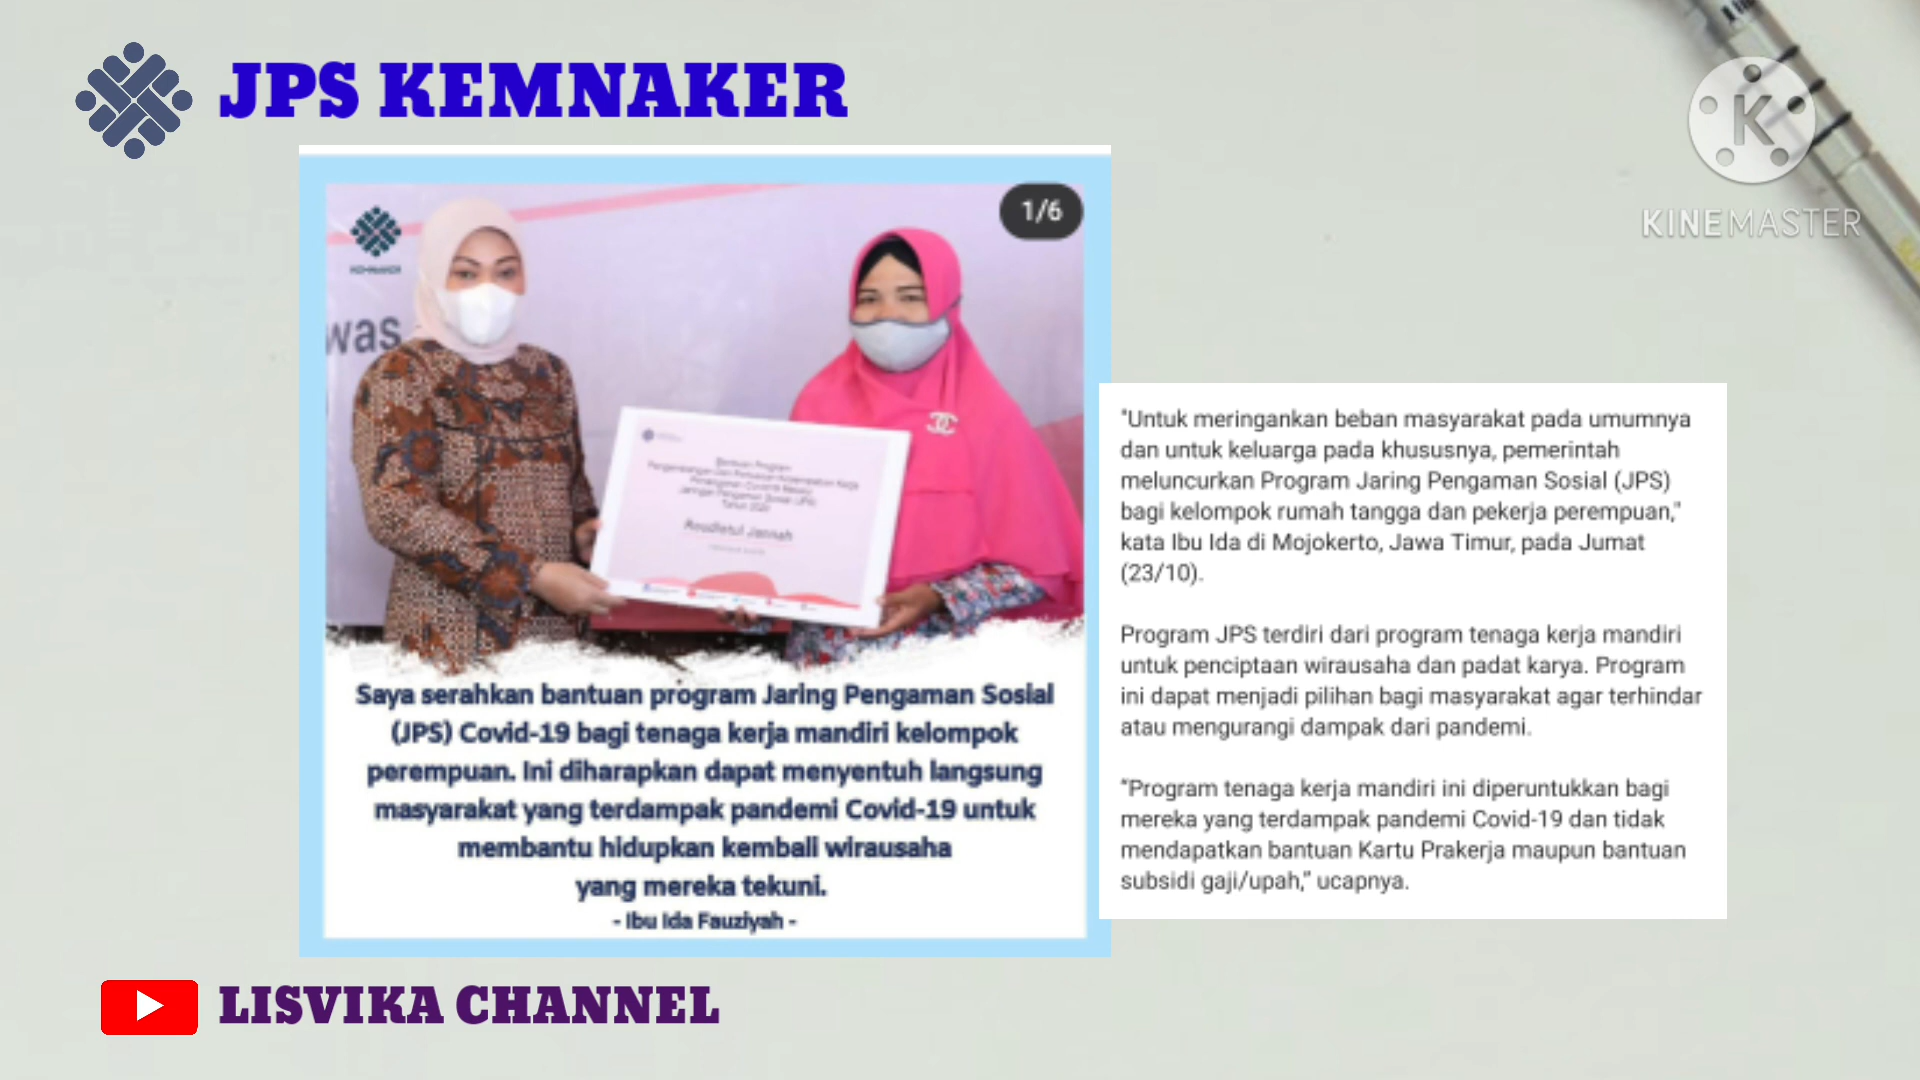 JPS KEMNAKER
KINEMASTER
K
1/6
KEMNAKER
was
Bantuan Program
Tahun 2020
Roudlotul Jannah
Saya serahkan bantuan program Jaring Pengaman Sosial
(JPS) Covid-19 bagi tenaga kerja mandiri kelompok
perempuan. Ini diharapkan dapat menyentuh langsung
masyarakat yang terdampak pandemi Covid-19 untuk
membantu hidupkan kembali wirausaha
yang mereka tekuni.
- Ibu Ida Fauziyah -
"Untuk meringankan beban masyarakat pada umumnya
dan untuk keluarga pada khususnya, pemerintah
meluncurkan Program Jaring Pengaman Sosial (JPS)
bagi kelompok rumah tangga dan pekerja perempuan,"
kata Ibu Ida di Mojokerto, Jawa Timur, pada Jumat
(23/10).
Program JPS terdiri dari program tenaga kerja mandiri
untuk penciptaan wirausaha dan padat karya. Program
ini dapat menjadi pilihan bagi masyarakat agar terhindar
atau mengurangi dampak dari pandemi.
"Program tenaga kerja mandiri ini diperuntukkan bagi
mereka yang terdampak pandemi Covid-19 dan tidak
mendapatkan bantuan Kartu Prakerja maupun bantuan
subsidi gaji/upah," ucapnya.
LISVIKA CHANNEL